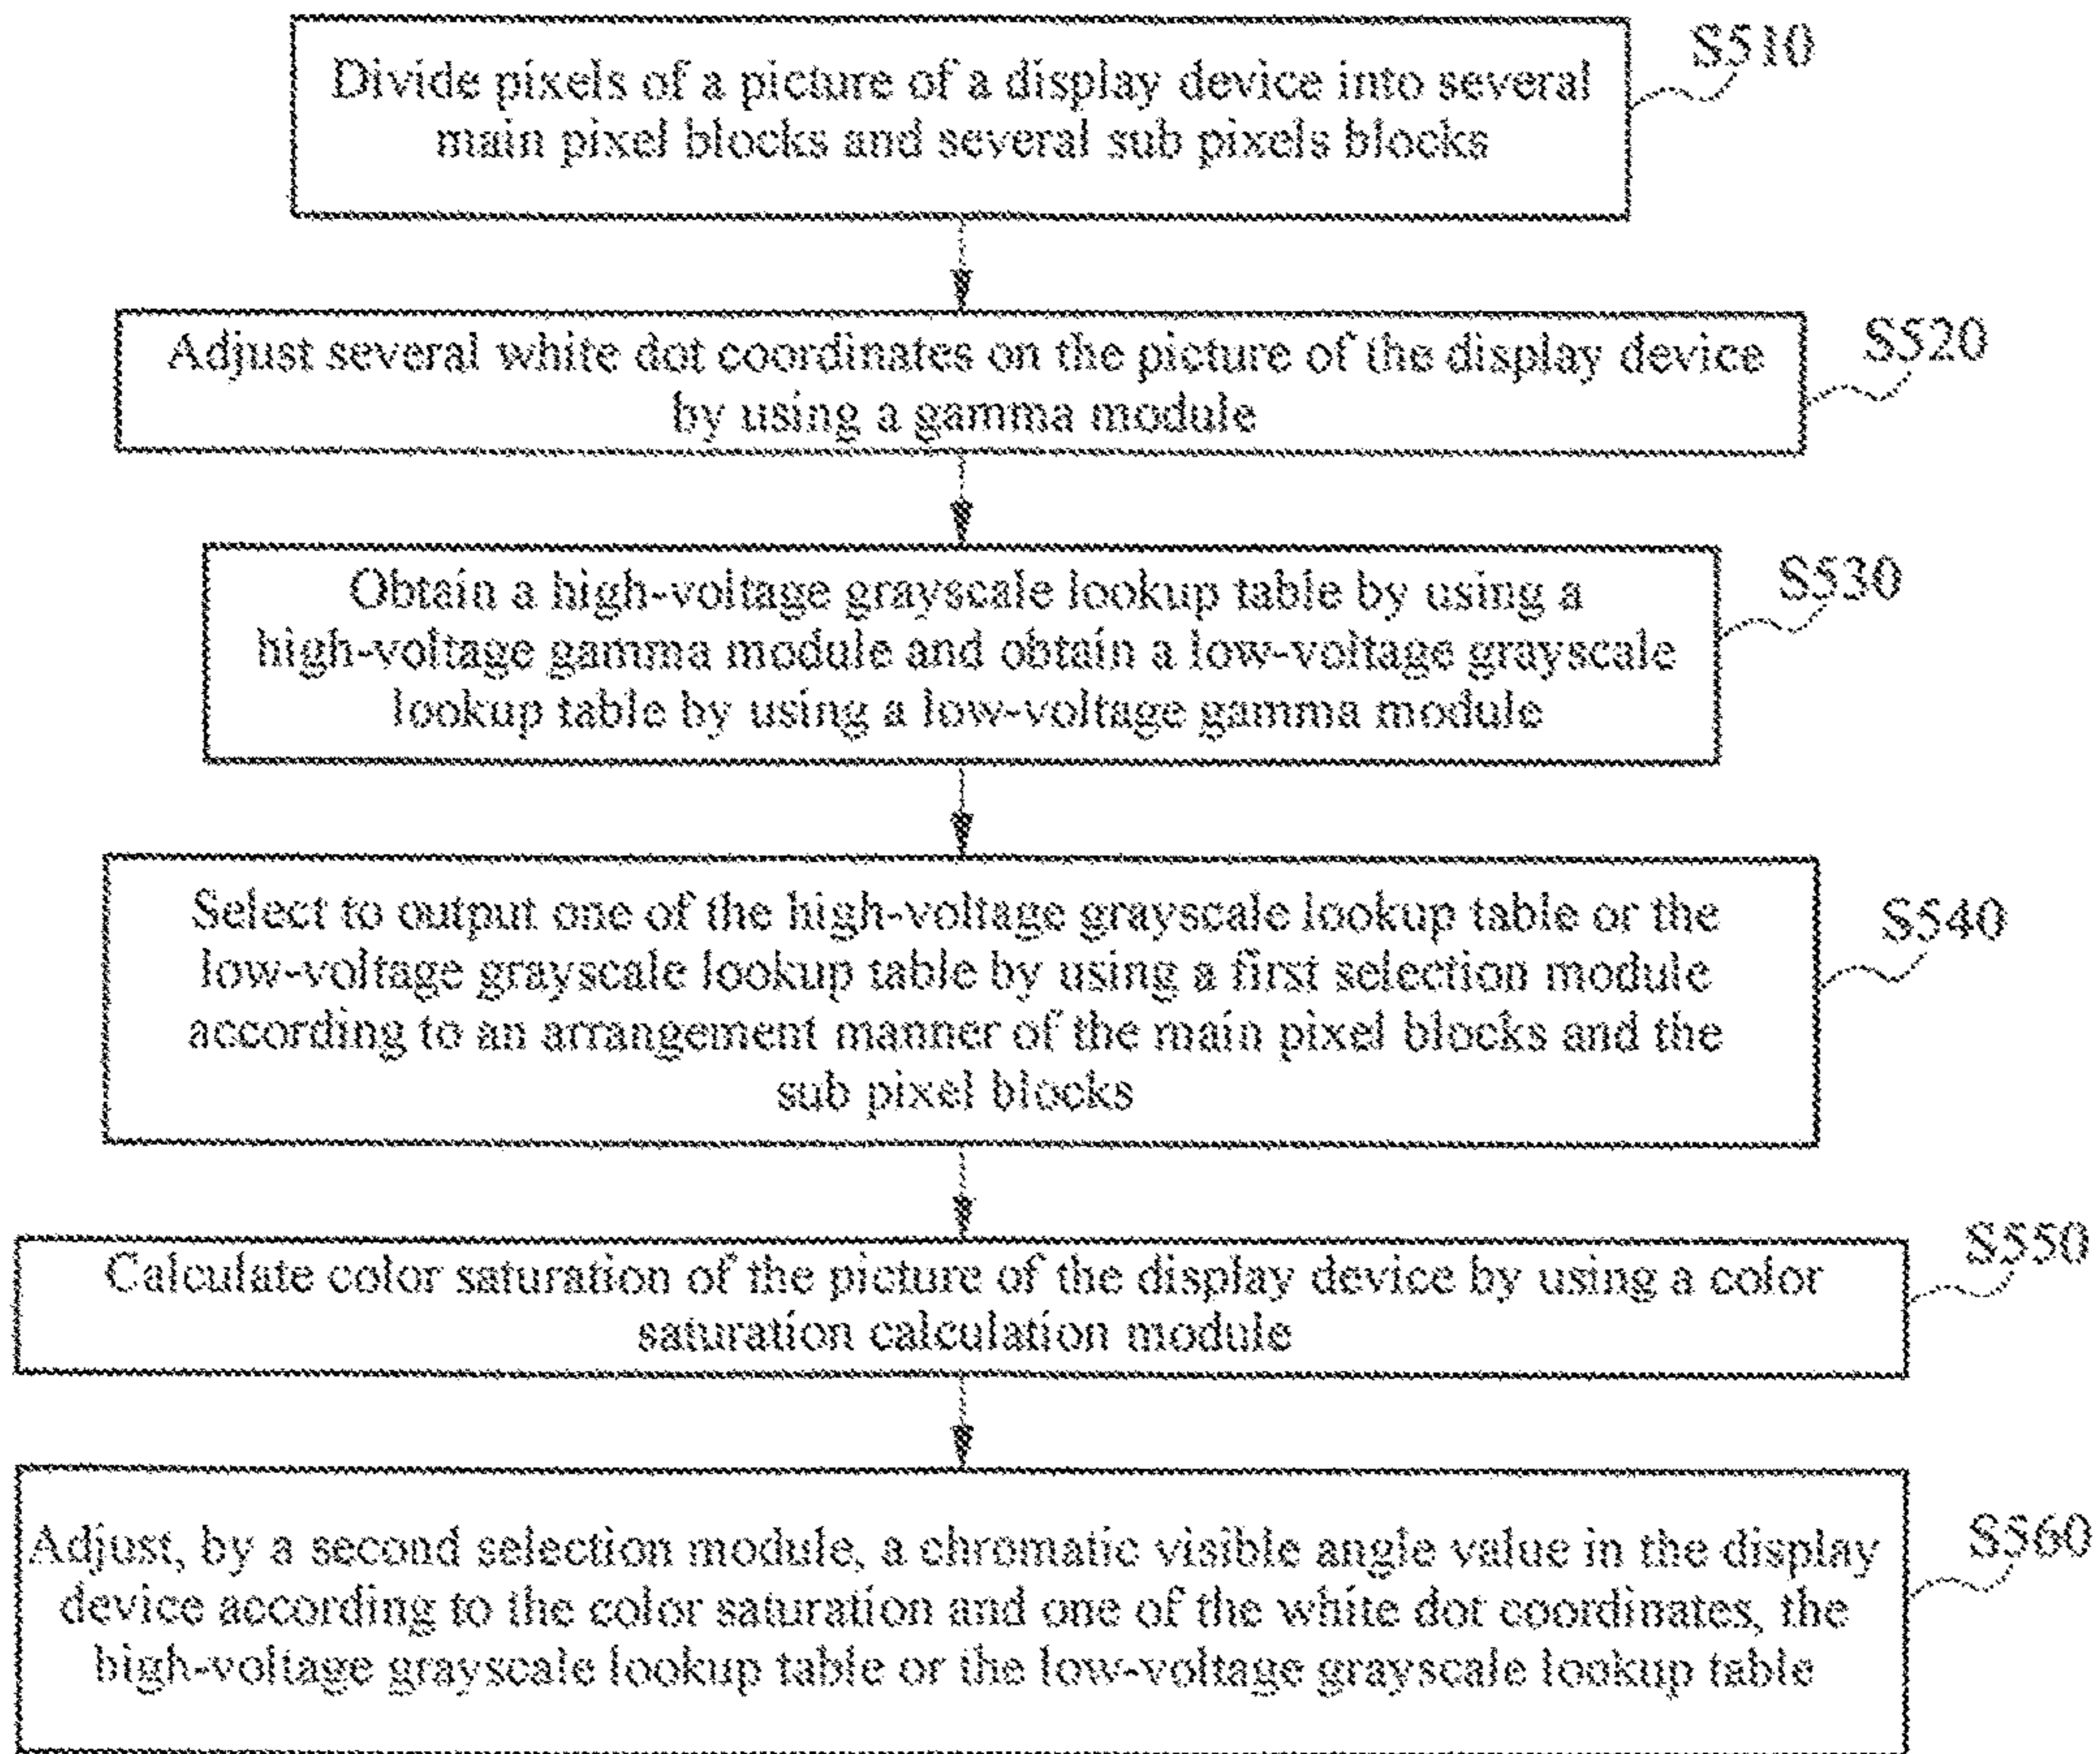 S510
Divide pixels of a picture of a display device into several
main pixel blocks and several sub pixels blocks
S520
Adjust several white dot coordinates on the picture of the display device
by using a gamma module
S530
Obtain a high-voltage grayscale lookup table by using a
high-voltage gamma module and obtain a low-voltage grayscale
lookup table by using a low-voltage gamma module
S540
Select to output one of the high-voltage grayscale lookup table or the
low-voltage grayscale lookup table by using a first selection module
according to an arrangement manner of the main pixel blocks and the
sub pixel blocks
S550
Calculate color saturation of the picture of the display device by using a color
saturation calculation module
S560
Adjust, by a second selection module, a chromatic visible angle value in the display
device according to the color saturation and one of the white dot coordinates, the
high-voltage grayscale lookup table or the low-voltage grayscale lookup table